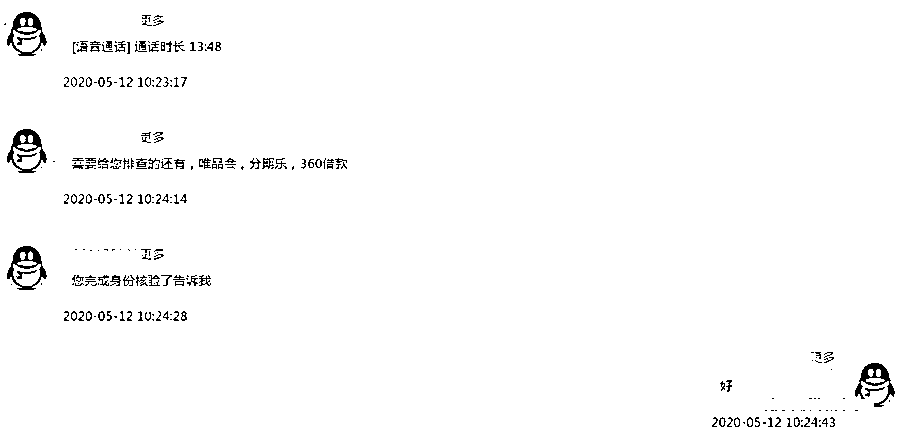 更多
[语音通话] 通话时长 13:48
2020-05-12 10:23:17
更多
需要给您排查的还有，唯品会，分期乐，360借款
2020-05-12 10:24:14
更多
您完成身份核验了告诉我
2020-05-12 10:24:28
更多
好
2020-05-12 10:24:43